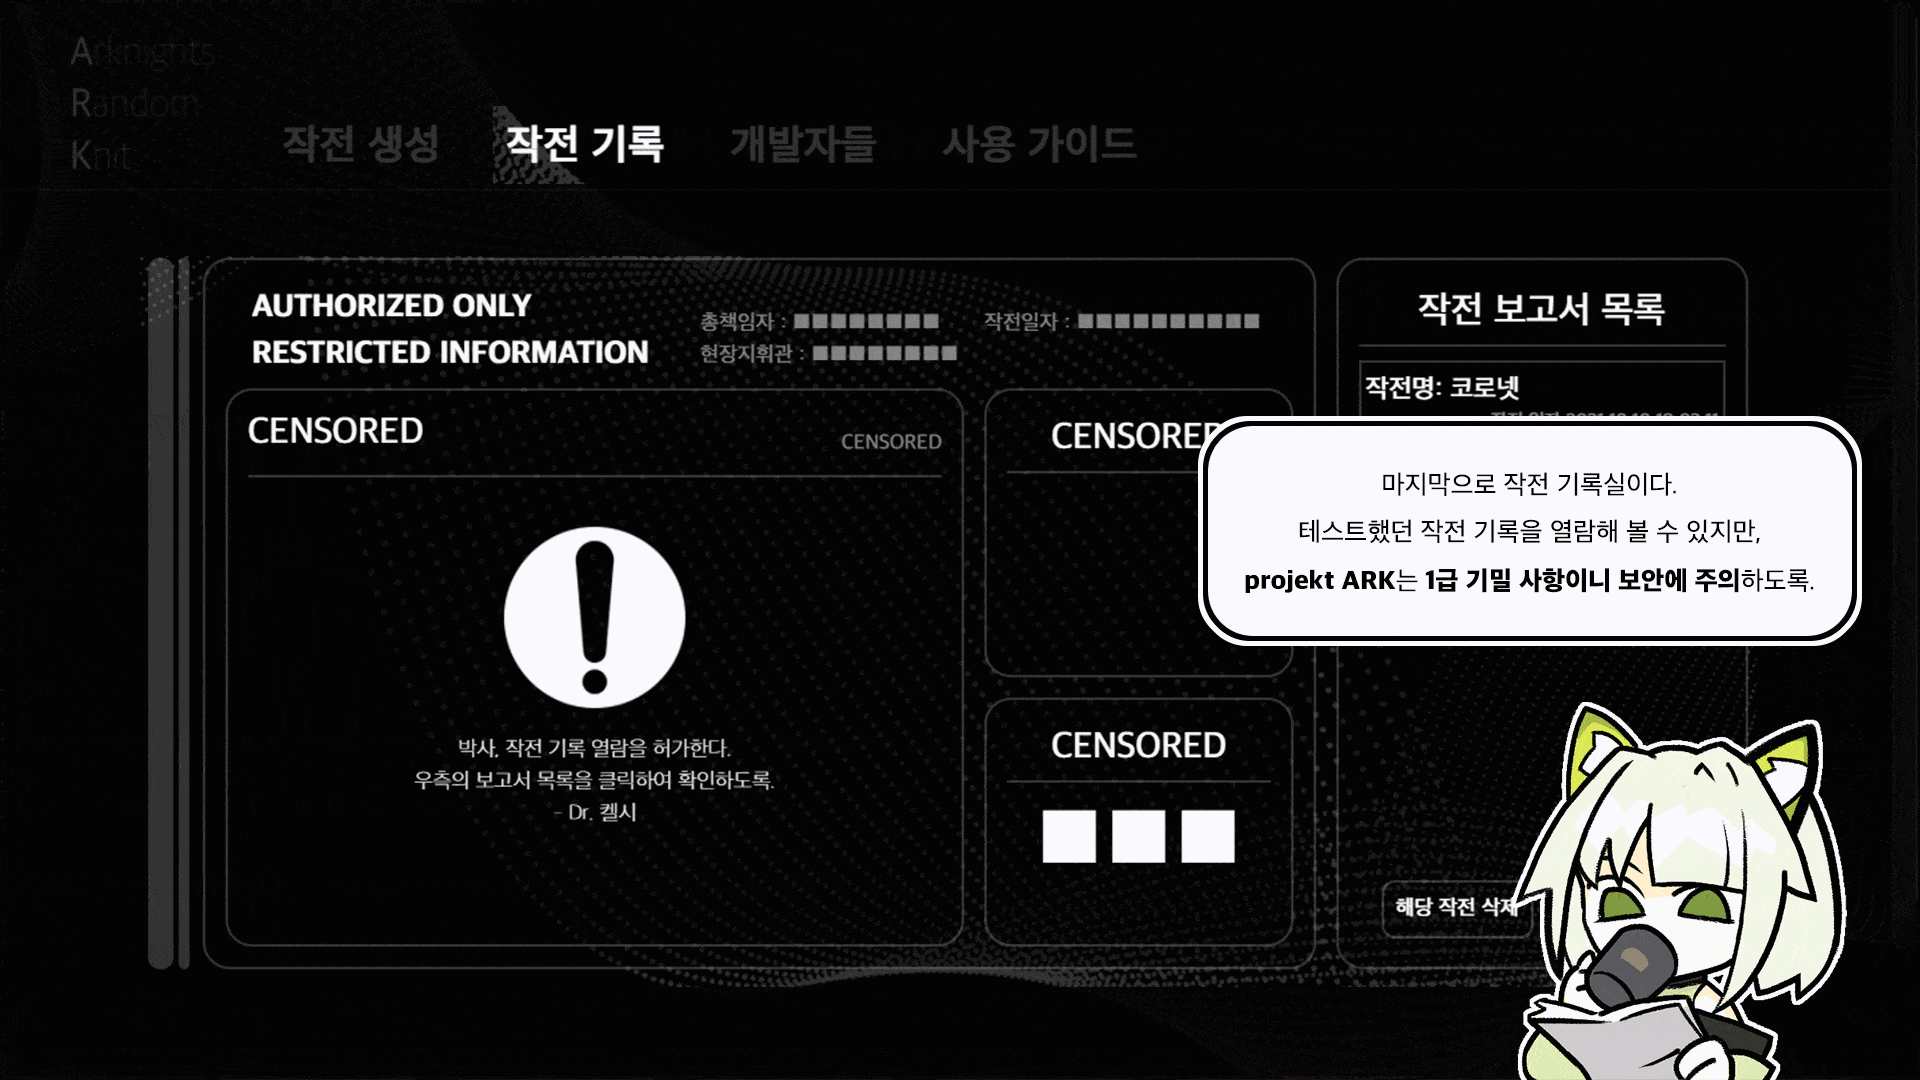 Arknights
Random
Knit
작전 생성
작전 기록
개발자들
사용 가이드
AUTHORIZED ONLY
RESTRICTED INFORMATION
총책임자 : ■■■■■■■■
작전일자 : ■■■■■■■■■■
현장지휘관 : ■■■■■■■■
CENSORED
CENSORED
박사, 작전 기록 열람을 허가한다.
우측의 보고서 목록을 클릭하여 확인하도록.
- Dr. 켈시
CENSORED
CENSORED
작전 보고서 목록
작전명: 코로넷
마지막으로 작전 기록실이다.
테스트했던 작전 기록을 열람해 볼 수 있지만,
projekt ARK는 1급 기밀 사항이니 보안에 주의하도록.
해당 작전 삭제